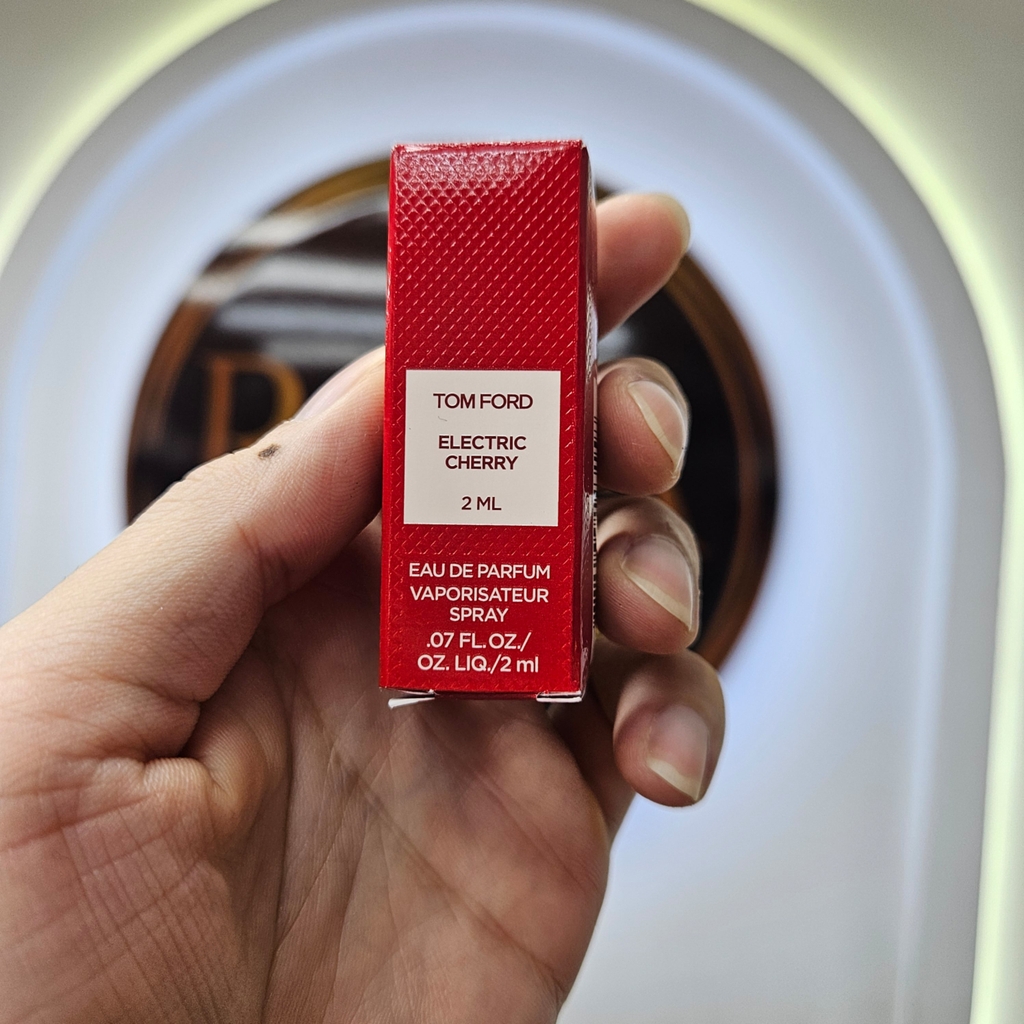 TOM FORD
ELECTRIC
CHERRY
2 ML
EAU DE PARFUM
VAPORISATEUR
SPRAY
.07 FL. OZ./
OZ. LIQ./2 ml